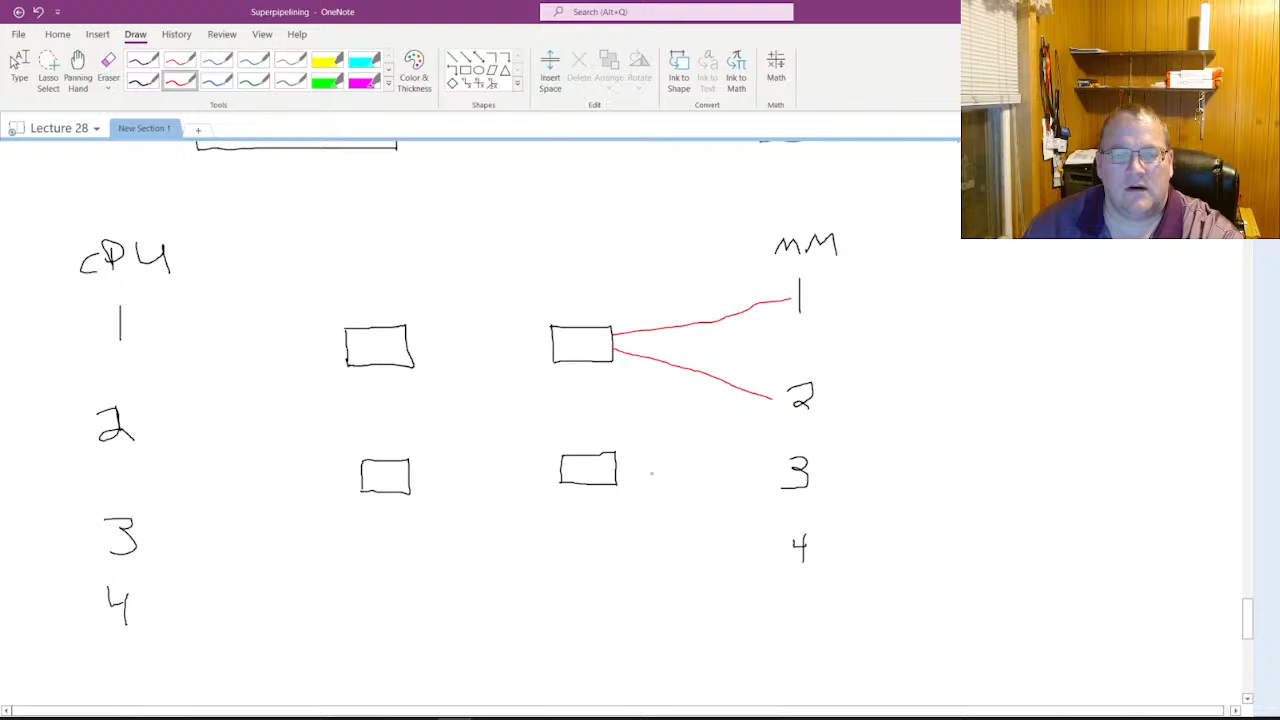 Superpipelining - OneNote
Search (Alt+Q)
File Home Insert Draw History Review View Help
Type Lasso Select Panning Hand Eraser Color & Thickness Insert Space Delete Arrange Rotate Ink to Shape Ink to Text Ink to Math Math
Tools Shapes Edit Convert Math
Lecture 28 New Section 1 +
CPU MM
1 1
2 2
3 3
4 4